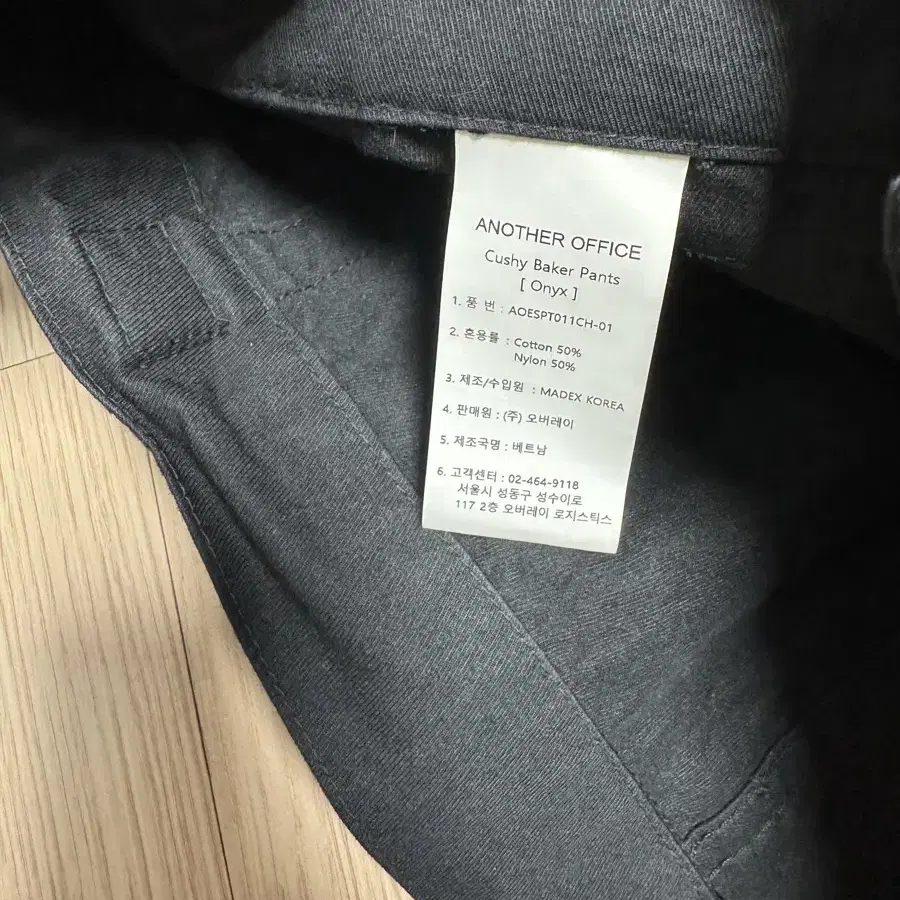 ANOTHER OFFICE
Cushy Baker Pants
[ Onyx ]
1. 품 번 : AOESPT011CH-01
2. 혼용률 : Cotton 50%
Nylon 50%
3. 제조/수입원 : MADEX KOREA
4. 판매원 : (주) 오버레이
5. 제조국명 : 베트남
6. 고객센터 : 02-464-9118
서울시 성동구 성수이로
117 2층 오버레이 로지스틱스